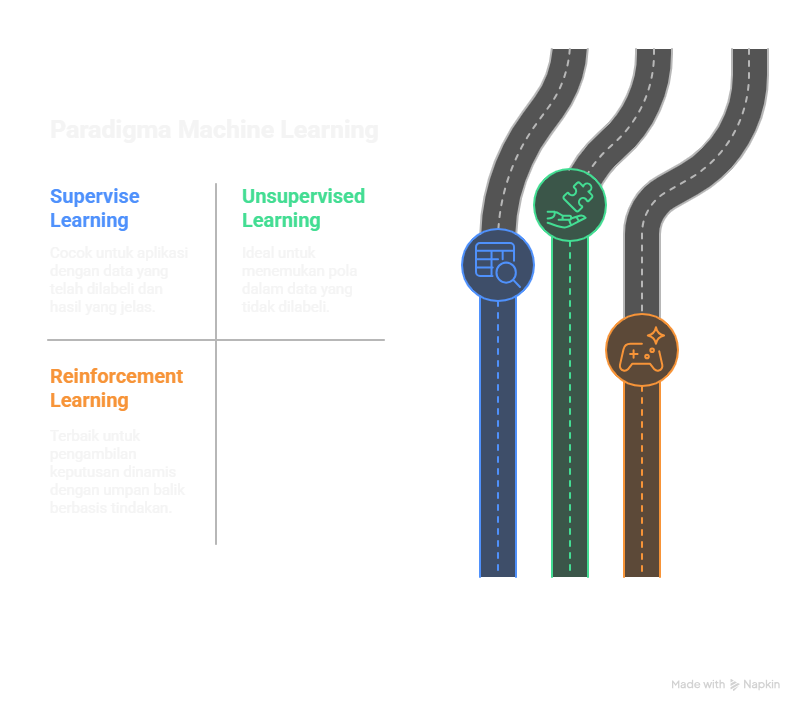 Paradigma Machine Learning
Supervise
Learning
Cocok untuk aplikasi
dengan data yang
telah dilabeli dan
hasil yang jelas.
Unsupervised
Learning
Ideal untuk
menemukan pola
dalam data yang
tidak dilabeli.
Reinforcement
Learning
Terbaik untuk
pengambilan
keputusan dinamis
dengan umpan balik
berbasis tindakan.
Made with Napkin